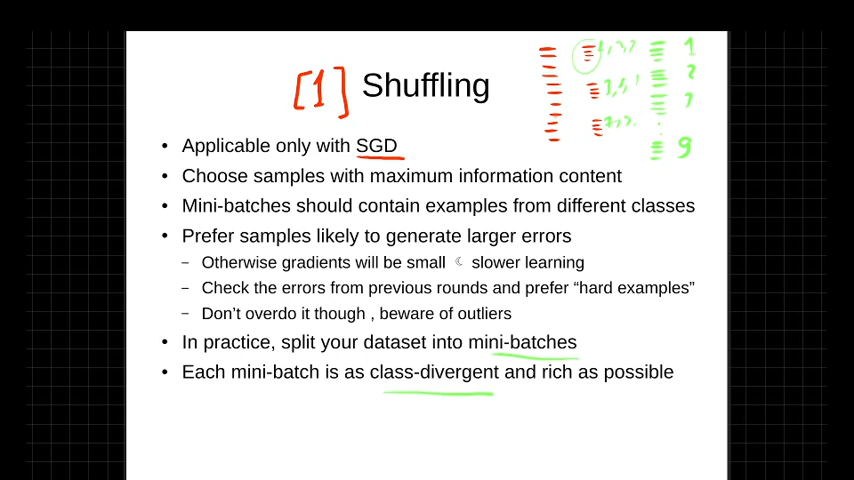 [1] Shuffling
1
2
9
• Applicable only with SGD
• Choose samples with maximum information content
• Mini-batches should contain examples from different classes
• Prefer samples likely to generate larger errors
– Otherwise gradients will be small ☾ slower learning
– Check the errors from previous rounds and prefer “hard examples”
– Don’t overdo it though , beware of outliers
• In practice, split your dataset into mini-batches
• Each mini-batch is as class-divergent and rich as possible